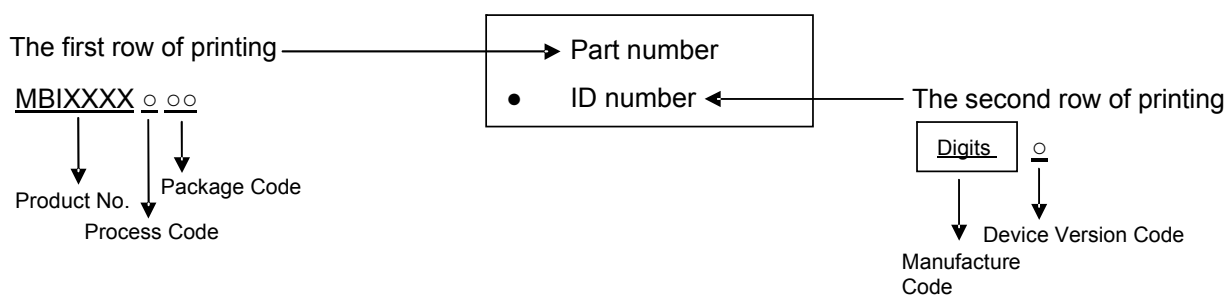 The first row of printing
Part number
MBIXXXX ○ ○○
● ID number
The second row of printing
Digits ○
Product No.
Package Code
Process Code
Device Version Code
Manufacture
Code